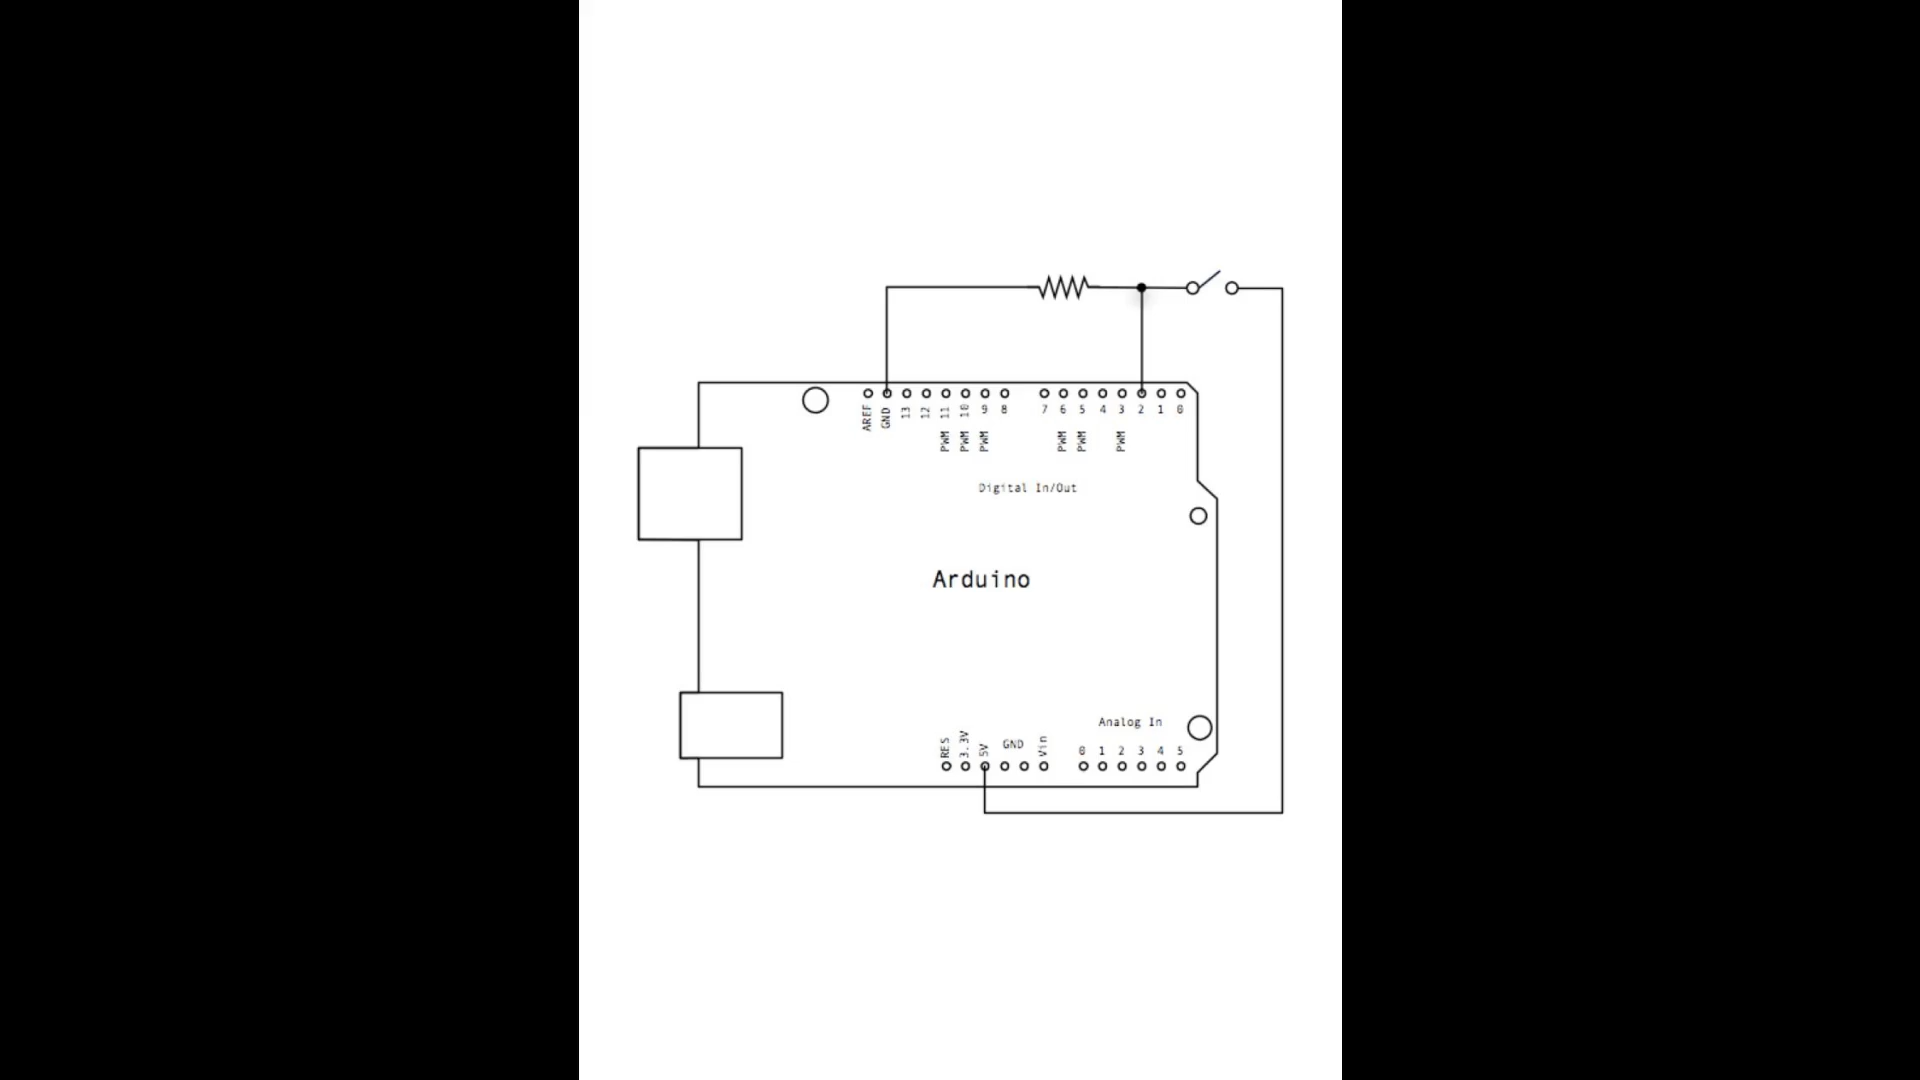 AREF GND 13 12 11 10 9 8 7 6 5 4 3 2 1 0
PWM PWM PWM PWM PWM PWM
Digital In/Out
Arduino
Analog In
RES 3.3V 5V GND Vin 0 1 2 3 4 5